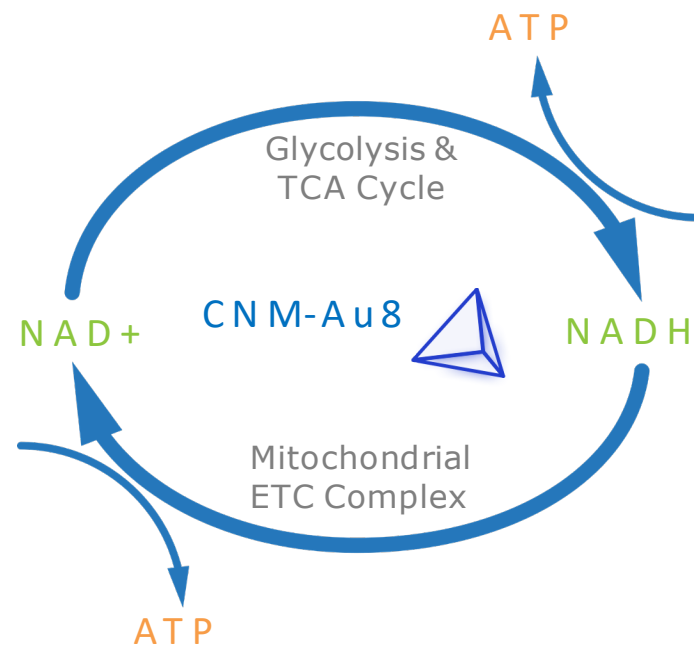 ATP
Glycolysis &
TCA Cycle
CNM-Au8
NAD+
NADH
Mitochondrial
ETC Complex
ATP